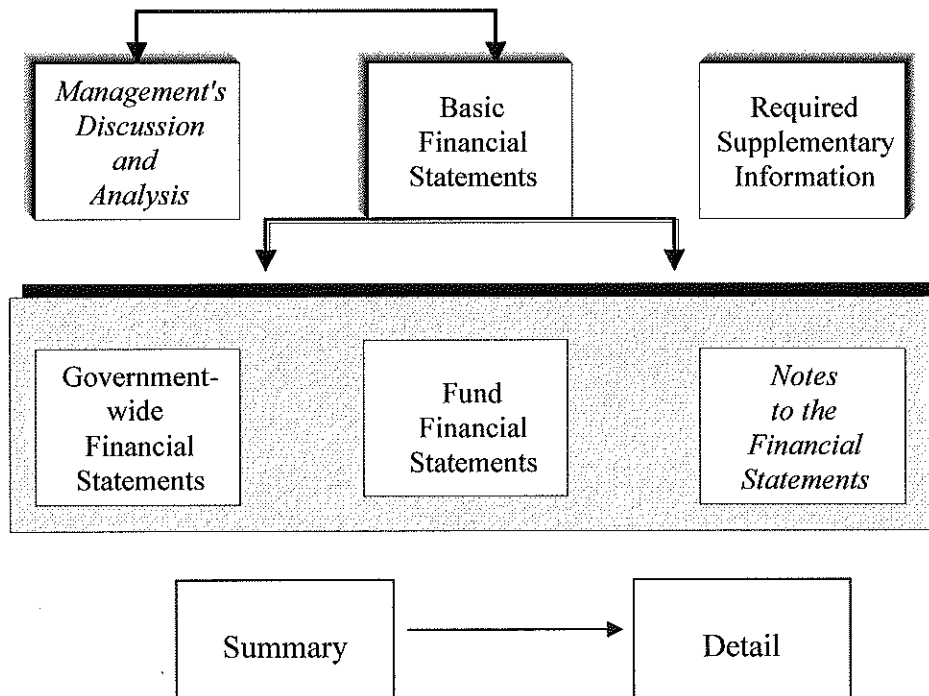 Management's
Discussion
and
Analysis
Basic
Financial
Statements
Required
Supplementary
Information
Government-
wide
Financial
Statements
Fund
Financial
Statements
Notes
to the
Financial
Statements
Summary
Detail